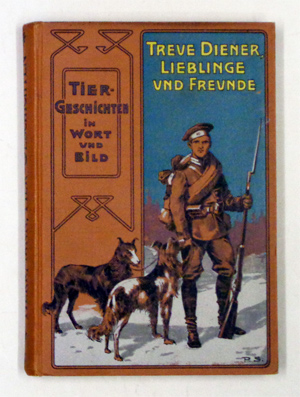 TREVE DIENER,
LIEBLINGE
VND FREVNDE
TIER-
GESCHICHTEN
IN
WORT
VND
BILD
P.S.